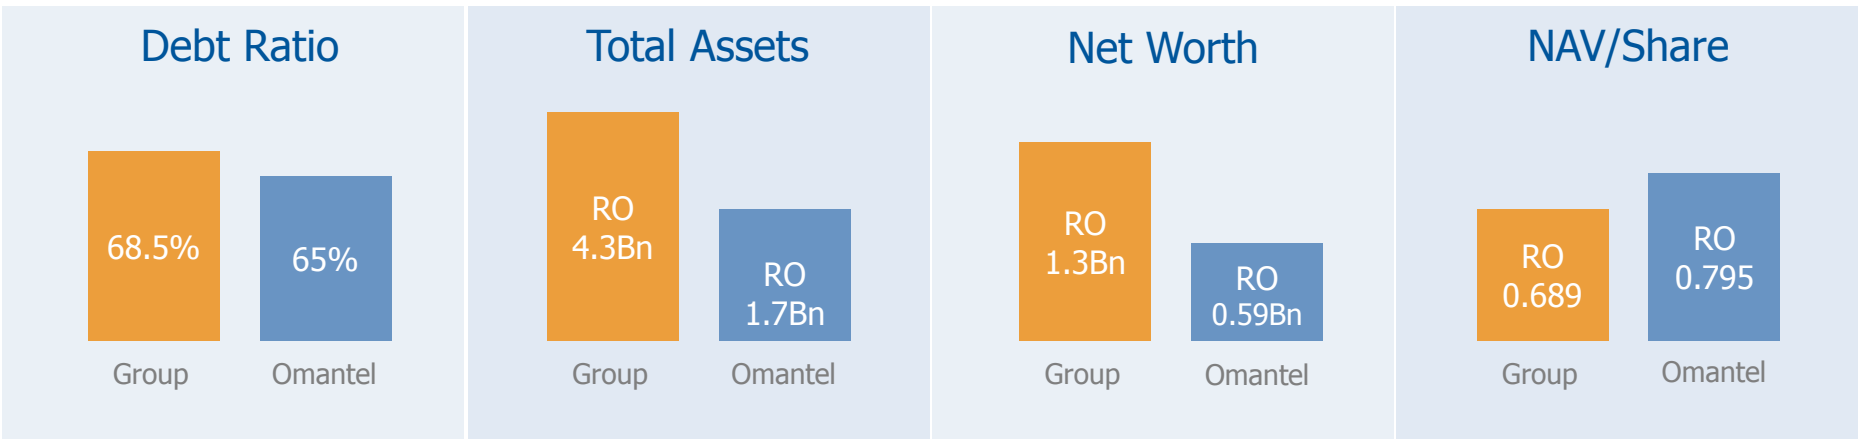 Debt Ratio
68.5%
65%
Group
Omantel
Total Assets
RO
4.3Bn
RO
1.7Bn
Group
Omantel
Net Worth
RO
1.3Bn
RO
0.59Bn
Group
Omantel
NAV/Share
RO
0.689
RO
0.795
Group
Omantel